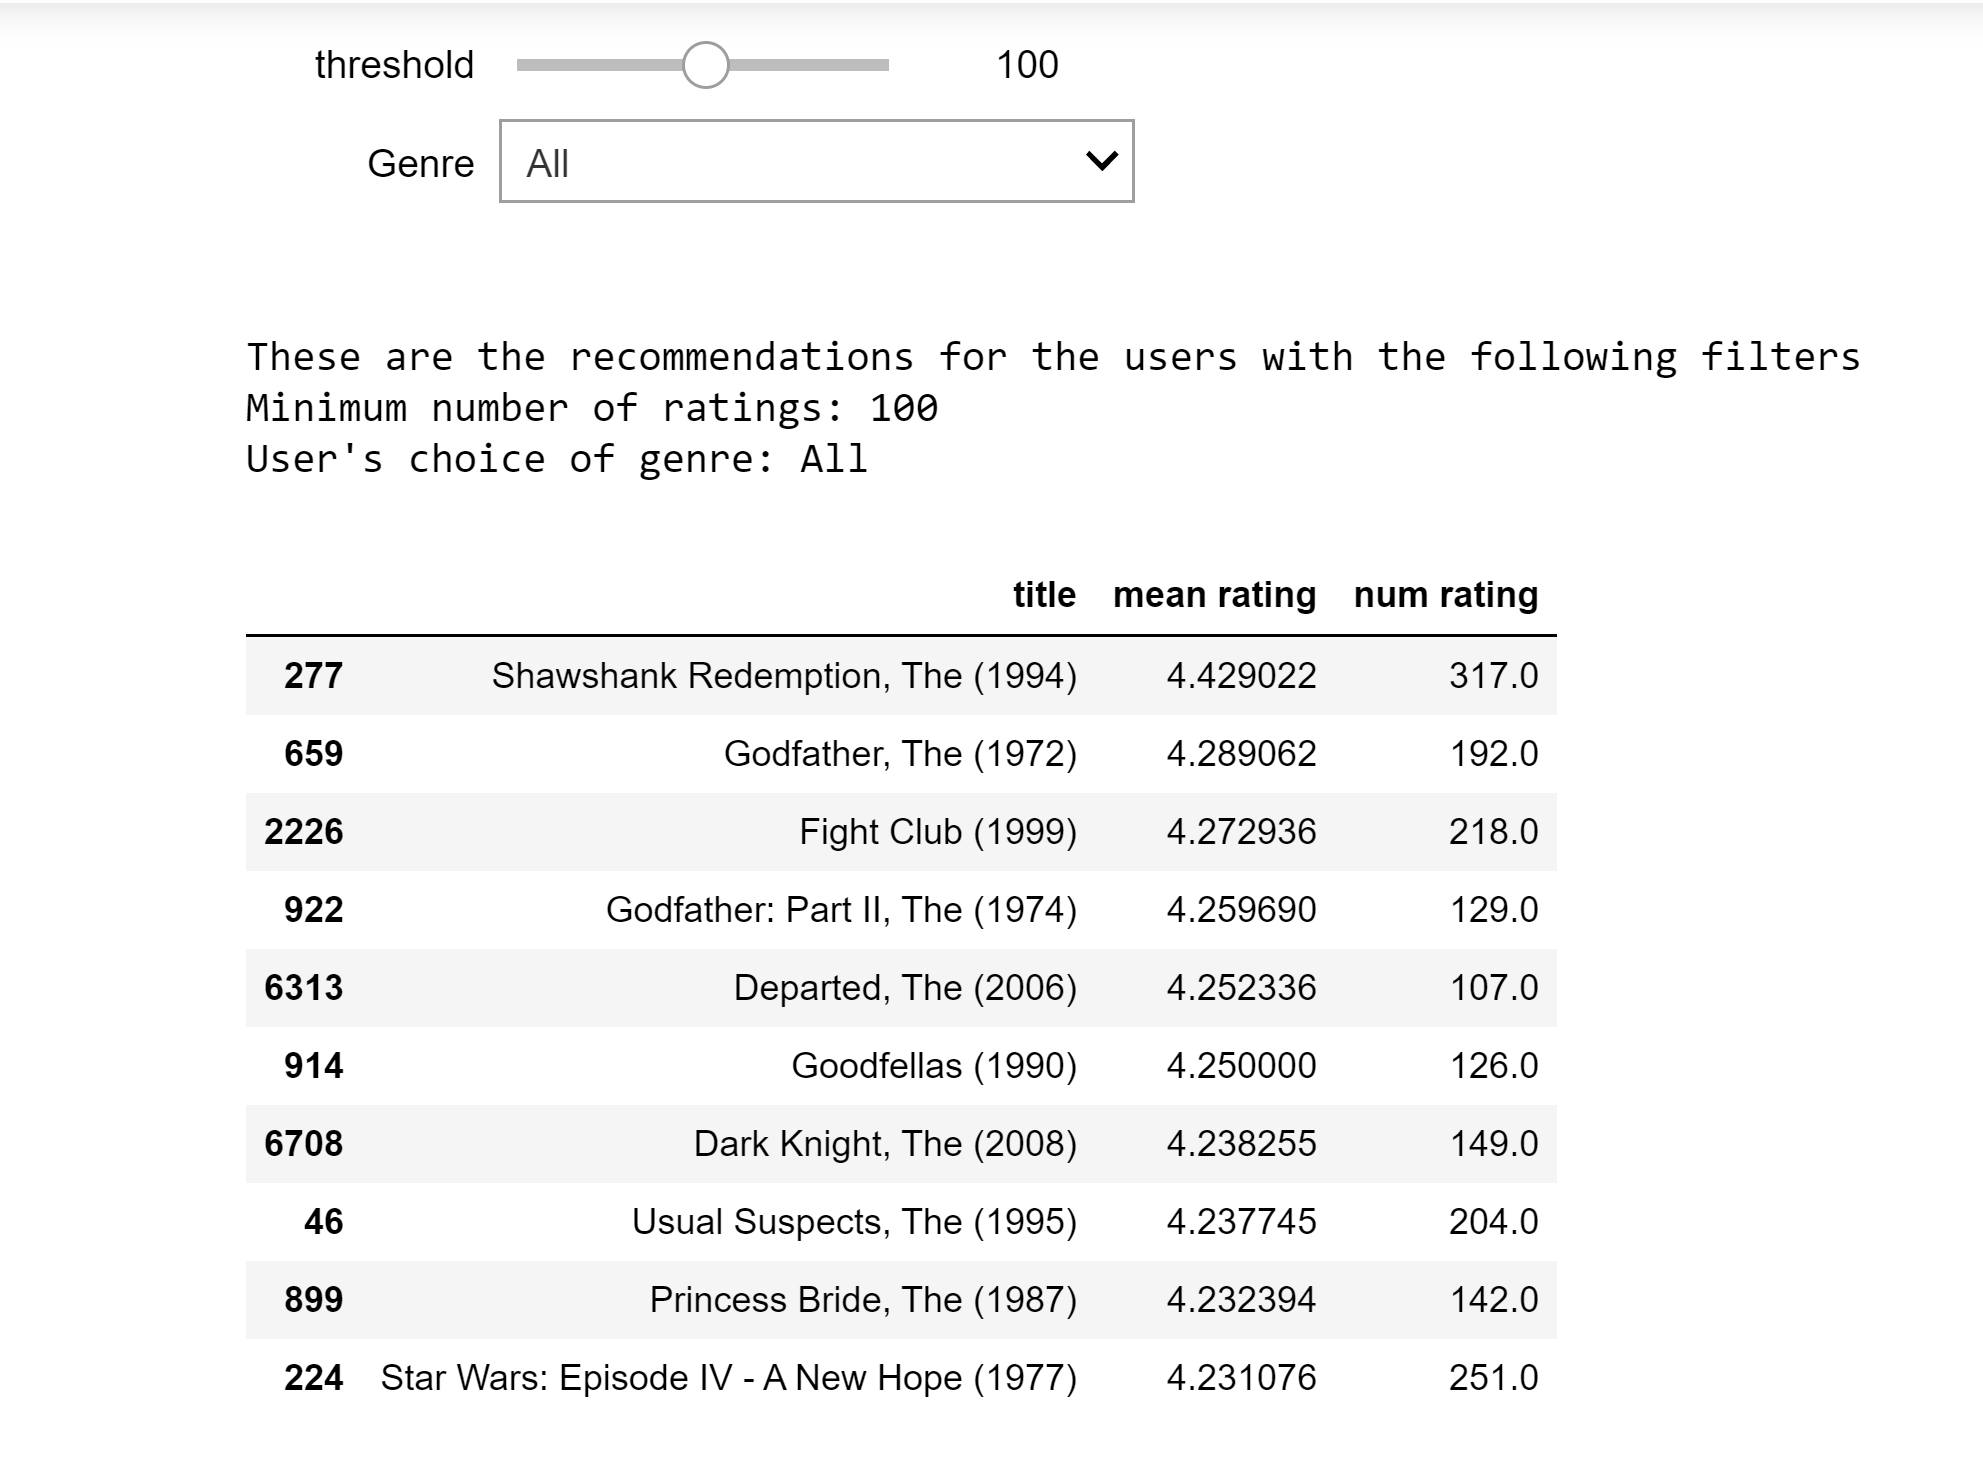 threshold 100
Genre All
These are the recommendations for the users with the following filters
Minimum number of ratings: 100
User's choice of genre: All
title mean rating num rating
277 Shawshank Redemption, The (1994) 4.429022 317.0
659 Godfather, The (1972) 4.289062 192.0
2226 Fight Club (1999) 4.272936 218.0
922 Godfather: Part II, The (1974) 4.259690 129.0
6313 Departed, The (2006) 4.252336 107.0
914 Goodfellas (1990) 4.250000 126.0
6708 Dark Knight, The (2008) 4.238255 149.0
46 Usual Suspects, The (1995) 4.237745 204.0
899 Princess Bride, The (1987) 4.232394 142.0
224 Star Wars: Episode IV - A New Hope (1977) 4.231076 251.0